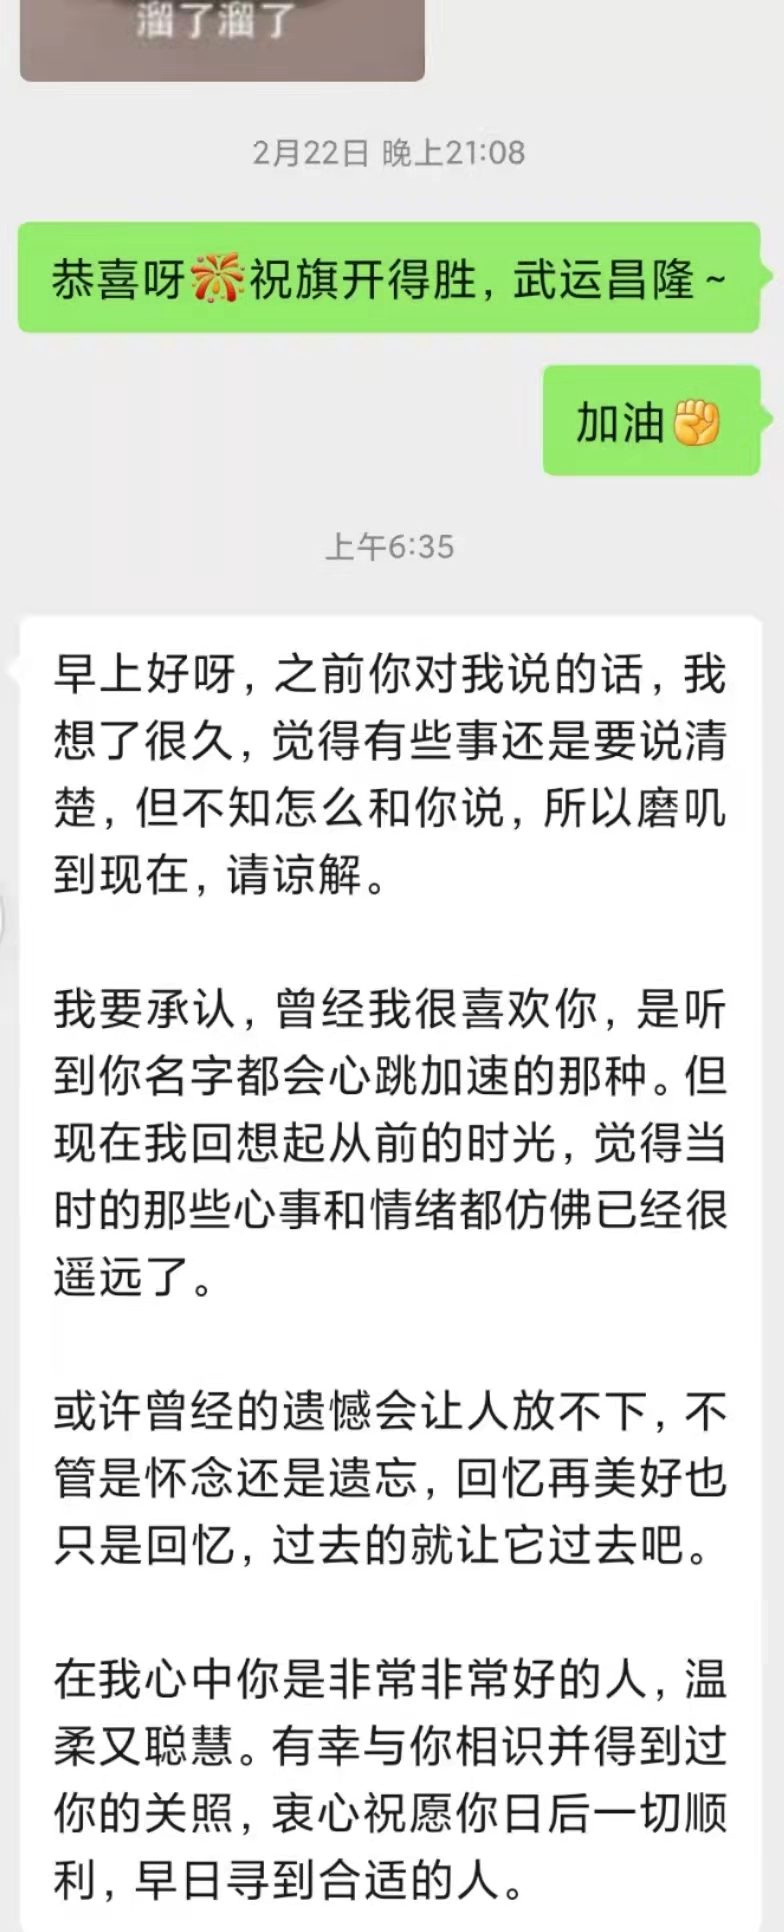 溜了溜了
2月22日 晚上21:08
恭喜呀🎆祝旗开得胜，武运昌隆~
加油✊
上午6:35
早上好呀，之前你对我说的话，我
想了很久，觉得有些事还是要说清
楚，但不知怎么和你说，所以磨叽
到现在，请谅解。
我要承认，曾经我很喜欢你，是听
到你名字都会心跳加速的那种。但
现在我回想起从前的时光，觉得当
时的那些心事和情绪都仿佛已经很
遥远了。
或许曾经的遗憾会让人放不下，不
管是怀念还是遗忘，回忆再美好也
只是回忆，过去的就让它过去吧。
在我心中你是非常非常好的人，温
柔又聪慧。有幸与你相识并得到过
你的关照，衷心祝愿你日后一切顺
利，早日寻到合适的人。